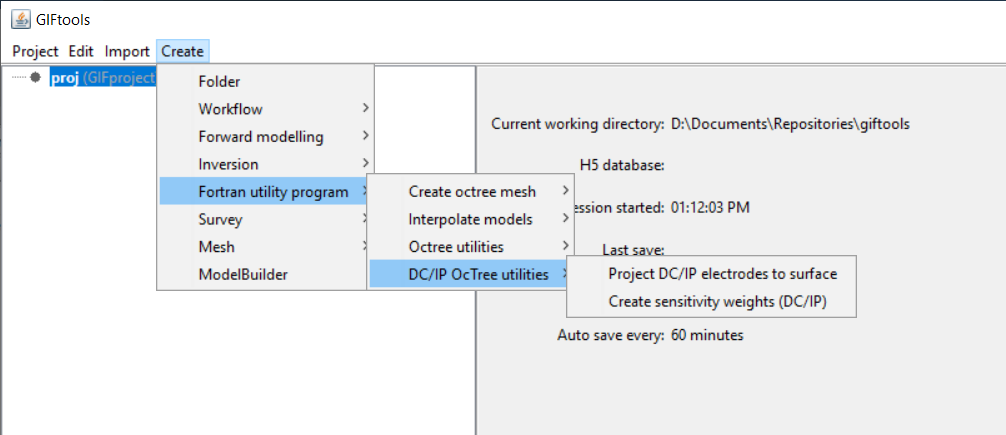 GIFtools
Project Edit Import Create
proj (GIFproject
Folder
Workflow
Forward modelling
Inversion
Fortran utility program
Survey
Mesh
ModelBuilder
Create octree mesh
Interpolate models
Octree utilities
DC/IP OcTree utilities
Project DC/IP electrodes to surface
Create sensitivity weights (DC/IP)
Current working directory: D:\Documents\Repositories\giftools
H5 database:
ession started: 01:12:03 PM
Last save:
Auto save every: 60 minutes